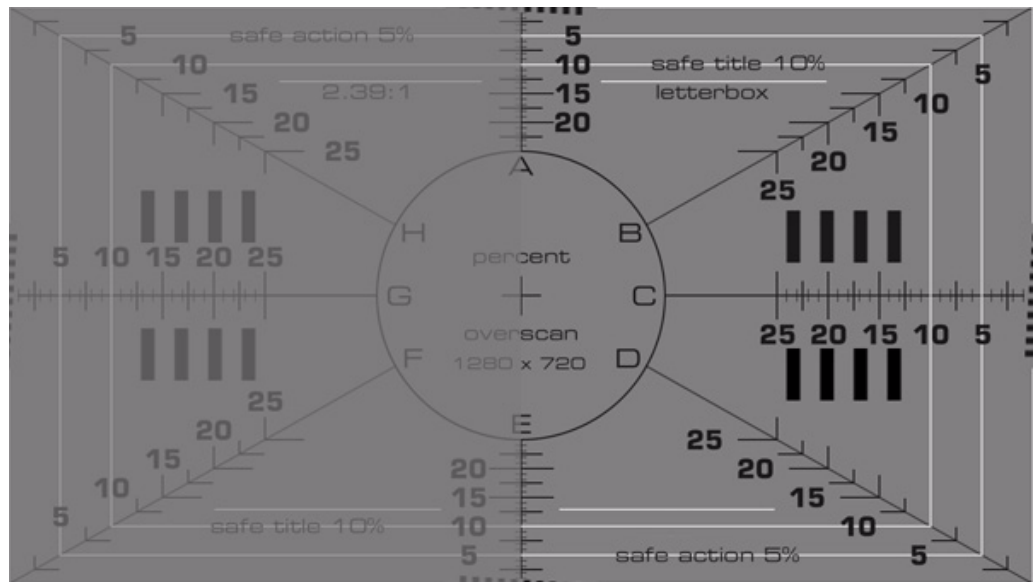 5 safe action 5% 5
10 10 safe title 10% 5
15 2.39:1 15 letterbox 10
20 20 15
25 20
A 25
H B
5 10 15 20 25 percent
G C
overscan 25 20 15 10 5
F 1280 x 720 D
25 E
20 25
15 20 20
10 15 15
5 safe title 10% 10 10
5 safe action 5% 5